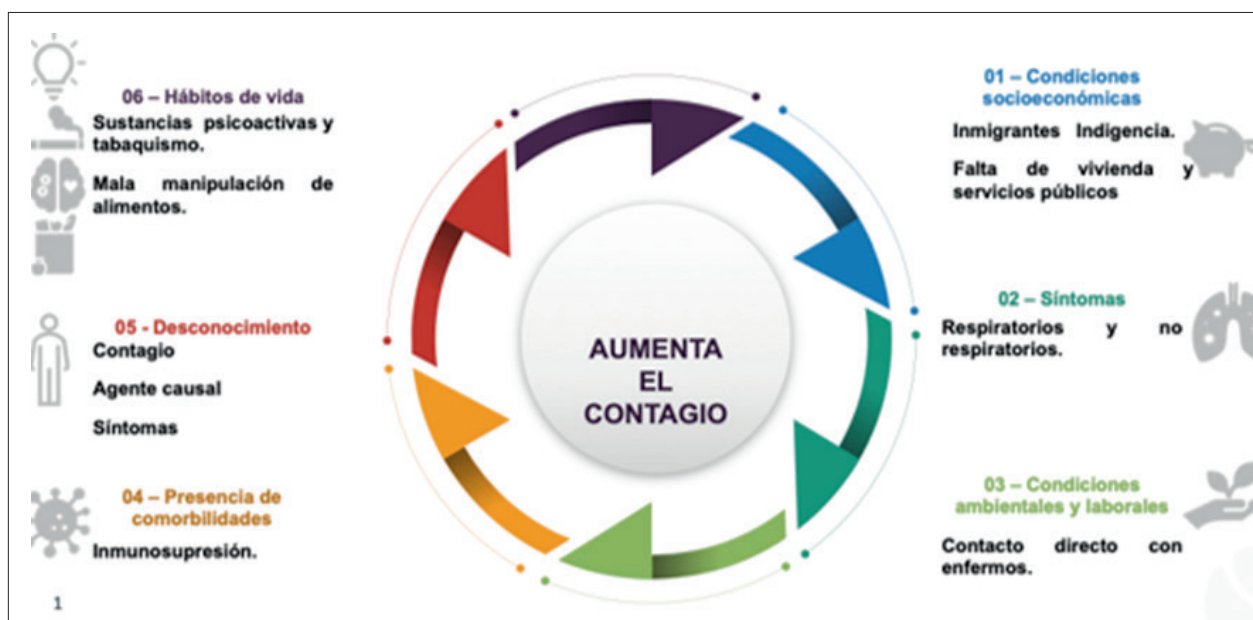 06 – Hábitos de vida
Sustancias psicoactivas y
tabaquismo.
Mala manipulación de
alimentos.
05 - Desconocimiento
Contagio
Agente causal
Síntomas
04 – Presencia de
comorbilidades
Inmunosupresión.
1
AUMENTA
EL
CONTAGIO
01 – Condiciones
socioeconómicas
Inmigrantes Indigencia.
Falta de vivienda y
servicios públicos
02 – Síntomas
Respiratorios y no
respiratorios.
03 – Condiciones
ambientales y laborales
Contacto directo con
enfermos.